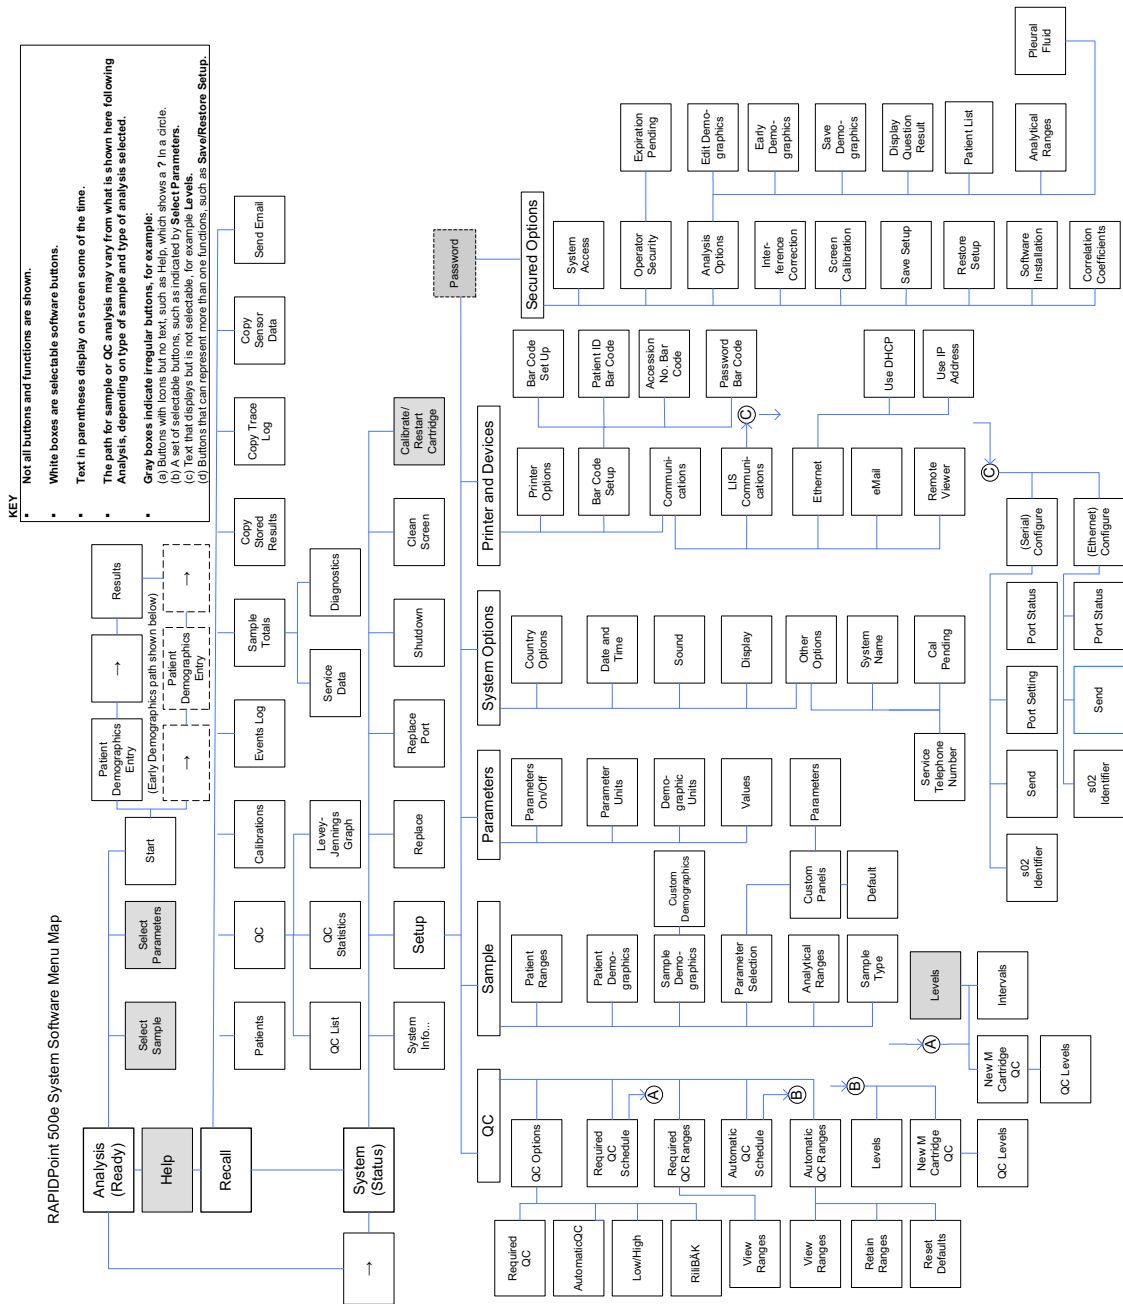 RAPIDPoint 500e System Software Menu Map
KEY
▪ Not all buttons and functions are shown.
▪ White boxes are selectable software buttons.
▪ Text in parentheses display on screen some of the time.
▪ The path for sample or QC analysis may vary from what is shown here following
Analysis, depending on type of sample and type of analysis selected.
▪ Gray boxes indicate irregular buttons, for example:
(a) Buttons with Icons but no text, such as Help, which shows a ? In a circle.
(b) A set of selectable buttons, such as indicated by Select Parameters.
(c) Text that displays but is not selectable, for example Levels.
(d) Buttons that can represent more than one functions, such as Save/Restore Setup.
→
Analysis
(Ready)
Help
Recall
System
(Status)
Select
Sample
Select
Parameters
Start
Patient
Demographics
Entry
→
Results
(Early Demographics path shown below)
→
Patient
Demographics
Entry
→
Patients
QC
Calibrations
Events Log
Sample
Totals
Copy
Stored
Results
Copy Trace
Log
Copy
Sensor
Data
Send Email
QC List
QC
Statistics
Levey-
Jennings
Graph
Service
Data
Diagnostics
System
Info...
Setup
Replace
Replace
Port
Shutdown
Clean
Screen
Calibrate/
Restart
Cartridge
Password
QC
Sample
Parameters
System Options
Printer and Devices
Secured Options
QC Options
Required
QC
Schedule
A
Required
QC Ranges
Automatic
QC
Schedule
B
Automatic
QC Ranges
B
Levels
New M
Cartridge
QC
QC Levels
Required
QC
AutomaticQC
Low/High
RiliBÄK
View
Ranges
View
Ranges
Retain
Ranges
Reset
Defaults
Patient
Ranges
Patient
Demo-
graphics
Sample
Demo-
graphics
Custom
Demographics
Parameter
Selection
Custom
Panels
Parameters
Default
Analytical
Ranges
Sample
Type
A
Levels
New M
Cartridge
QC
Intervals
QC Levels
Parameters
On/Off
Parameter
Units
Demo-
graphic
Units
Values
Country
Options
Date and
Time
Sound
Display
Other
Options
System
Name
Service
Telephone
Number
Cal
Pending
Printer
Options
Bar Code
Setup
Bar Code
Set Up
Patient ID
Bar Code
Accession
No. Bar
Code
Password
Bar Code
Communi-
cations
LIS
Communi-
cations
C
Ethernet
Use DHCP
Use IP
Address
eMail
Remote
Viewer
C
(Serial)
Configure
s02
Identifier
Send
Port Setting
Port Status
(Ethernet)
Configure
s02
Identifier
Send
Port Status
System
Access
Operator
Security
Expiration
Pending
Analysis
Options
Edit Demo-
graphics
Early
Demo-
graphics
Save
Demo-
graphics
Display
Question
Result
Patient List
Analytical
Ranges
Pleural
Fluid
Inter-
ference
Correction
Screen
Calibration
Save Setup
Restore
Setup
Software
Installation
Correlation
Coefficients